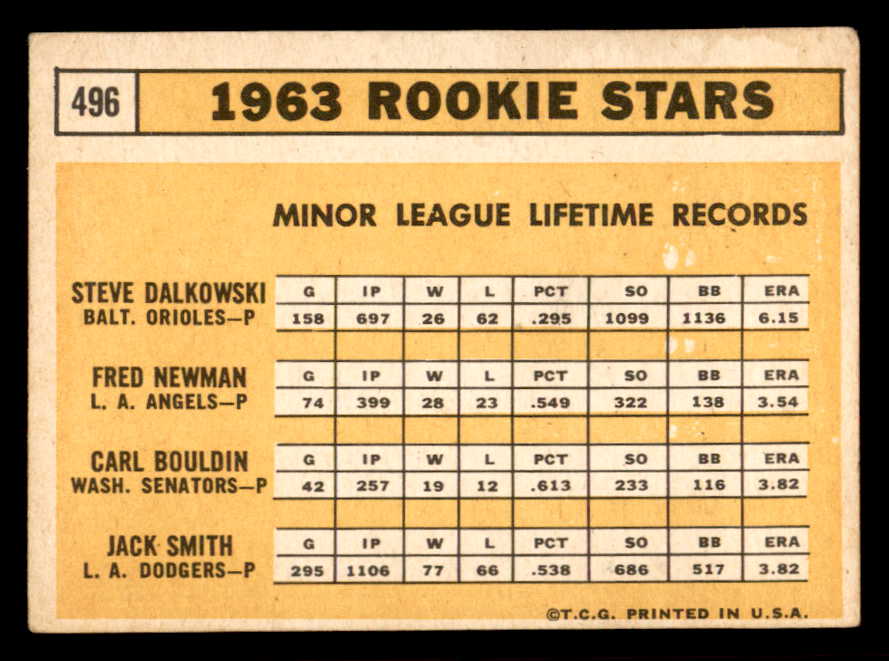 496 1963 ROOKIE STARS
MINOR LEAGUE LIFETIME RECORDS
STEVE DALKOWSKI G IP W L PCT SO BB ERA
BALT. ORIOLES—P 158 697 26 62 .295 1099 1136 6.15
FRED NEWMAN G IP W L PCT SO BB ERA
L. A. ANGELS—P 74 399 28 23 .549 322 138 3.54
CARL BOULDIN G IP W L PCT SO BB ERA
WASH. SENATORS—P 42 257 19 12 .613 233 116 3.82
JACK SMITH G IP W L PCT SO BB ERA
L. A. DODGERS—P 295 1106 77 66 .538 686 517 3.82
©T.C.G. PRINTED IN U.S.A.